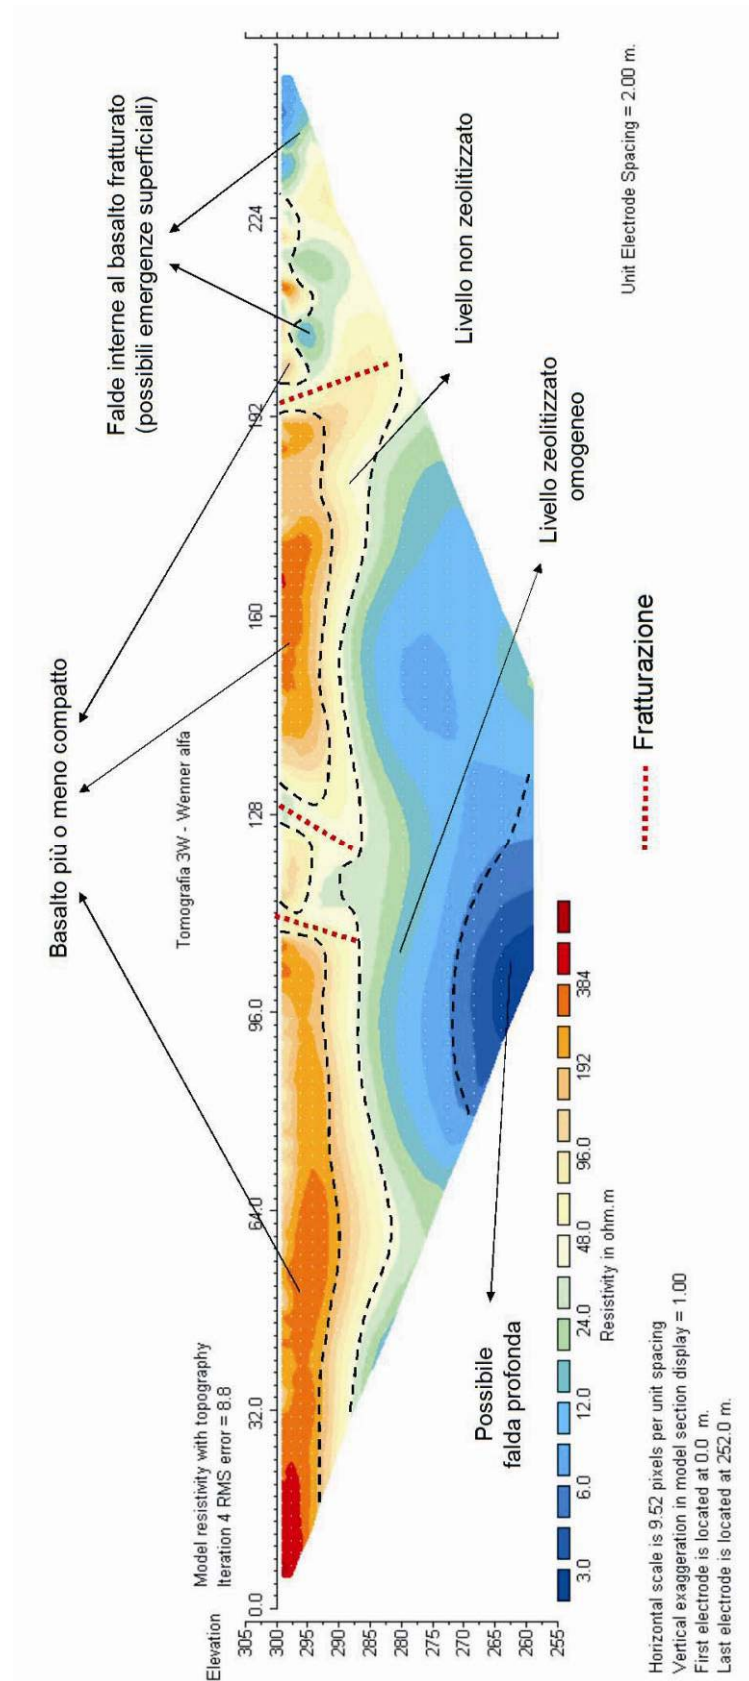 Basalto più o meno compatto
Falde interne al basalto fratturato
(possibili emergenze superficiali)
Tomografia 3W - Wenner alfa
Model resistivity with topography
Iteration 4 RMS error = 8.8
Elevation
0.0 32.0 64.0 96.0 128 160 192 224
305
300
295
290
285
280
275
270
265
260
255
Possibile
falda profonda
Livello zeolitizzato
omogeneo
Livello non zeolitizzato
3.0 6.0 12.0 24.0 48.0 96.0 192 384
Resistivity in ohm.m
Fratturazione
Unit Electrode Spacing = 2.00 m.
Horizontal scale is 9.52 pixels per unit spacing
Vertical exaggeration in model section display = 1.00
First electrode is located at 0.0 m.
Last electrode is located at 252.0 m.